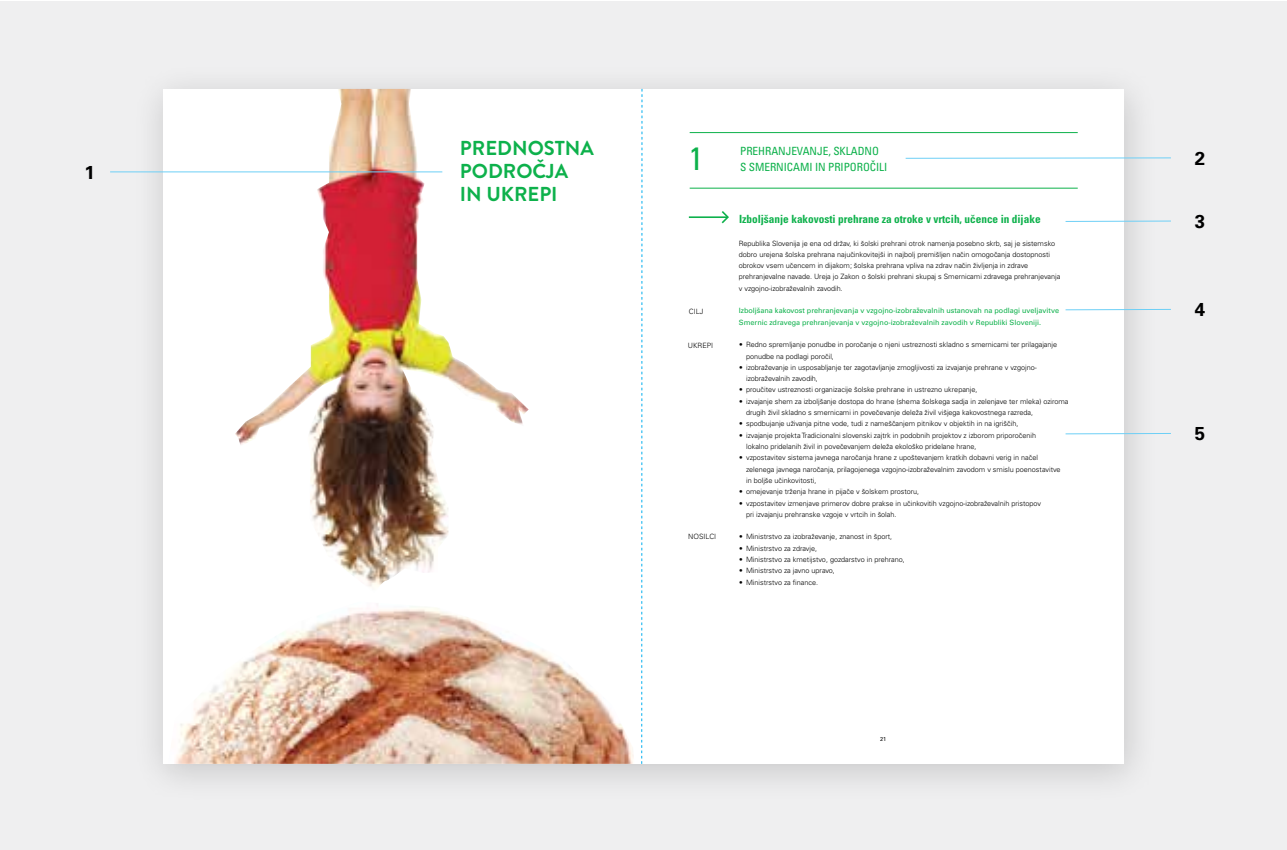 1
PREDNOSTNA
PODROČJA
IN UKREPI
1
PREHRANJEVANJE, SKLADNO
S SMERNICAMI IN PRIPOROČILI
2
Izboljšanje kakovosti prehrane za otroke v vrtcih, učence in dijake
3
Republika Slovenija je ena od držav, ki šolski prehrani otrok namenja posebno skrb, saj je sistemsko
dobro urejena šolska prehrana najučinkovitejši in najbolj premišljen način omogočanja dostopnosti
obrokov vsem učencem in dijakom; šolska prehrana vpliva na zdrav način življenja in zdrave
prehranjevalne navade. Ureja jo Zakon o šolski prehrani skupaj s Smernicami zdravega prehranjevanja
v vzgojno-izobraževalnih zavodih.
CILJ
Izboljšana kakovost prehranjevanja v vzgojno-izobraževalnih ustanovah na podlagi uveljavitve
Smernic zdravega prehranjevanja v vzgojno-izobraževalnih zavodih v Republiki Sloveniji.
4
UKREPI
• Redno spremljanje ponudbe in poročanje o njeni ustreznosti skladno s smernicami ter prilagajanje
ponudbe na podlagi poročil,
• izobraževanje in usposabljanje ter zagotavljanje zmogljivosti za izvajanje prehrane v vzgojno-
izobraževalnih zavodih,
• proučitev ustreznosti organizacije šolske prehrane in ustrezno ukrepanje,
• izvajanje shem za izboljšanje dostopa do hrane (shema šolskega sadja in zelenjave ter mleka) oziroma
drugih živil skladno s smernicami in povečevanje deleža živil višjega kakovostnega razreda,
• spodbujanje uživanja pitne vode, tudi z nameščanjem pitnikov v objektih in na igriščih,
• izvajanje projekta Tradicionalni slovenski zajtrk in podobnih projektov z izborom priporočenih
lokalno pridelanih živil in povečevanjem deleža ekološko pridelane hrane,
• vzpostavitev sistema javnega naročanja hrane z upoštevanjem kratkih dobavni verig in načel
zelenega javnega naročanja, prilagojenega vzgojno-izobraževalnim zavodom v smislu poenostavitve
in boljše učinkovitosti,
• omejevanje trženja hrane in pijače v šolskem prostoru,
• vzpostavitev izmenjave primerov dobre prakse in učinkovitih vzgojno-izobraževalnih pristopov
pri izvajanju prehranske vzgoje v vrtcih in šolah.
5
NOSILCI
• Ministrstvo za izobraževanje, znanost in šport,
• Ministrstvo za zdravje,
• Ministrstvo za kmetijstvo, gozdarstvo in prehrano,
• Ministrstvo za javno upravo,
• Ministrstvo za finance.
21